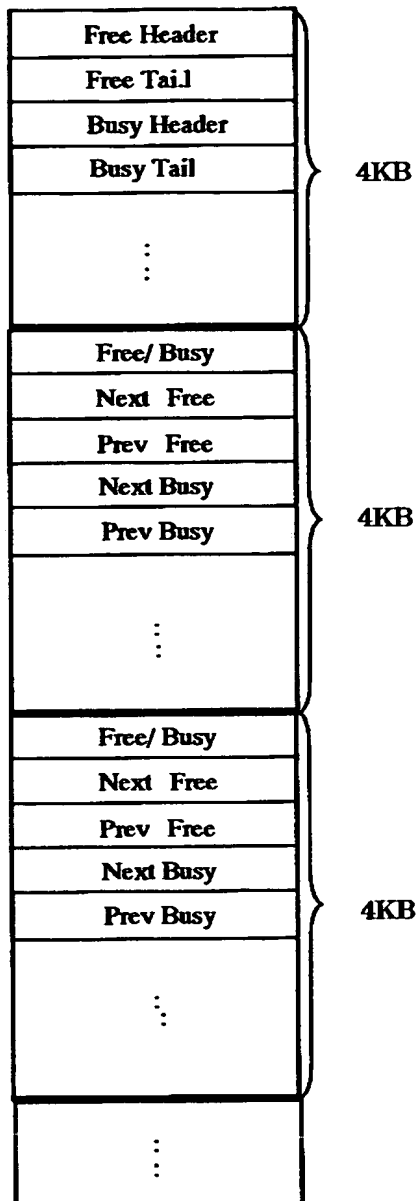 Free Header
Free Tai.l
Busy Header
Busy Tail
4KB
Free/ Busy
Next Free
Prev Free
Next Busy
Prev Busy
4KB
Free/ Busy
Next Free
Prev Free
Next Busy
Prev Busy
4KB